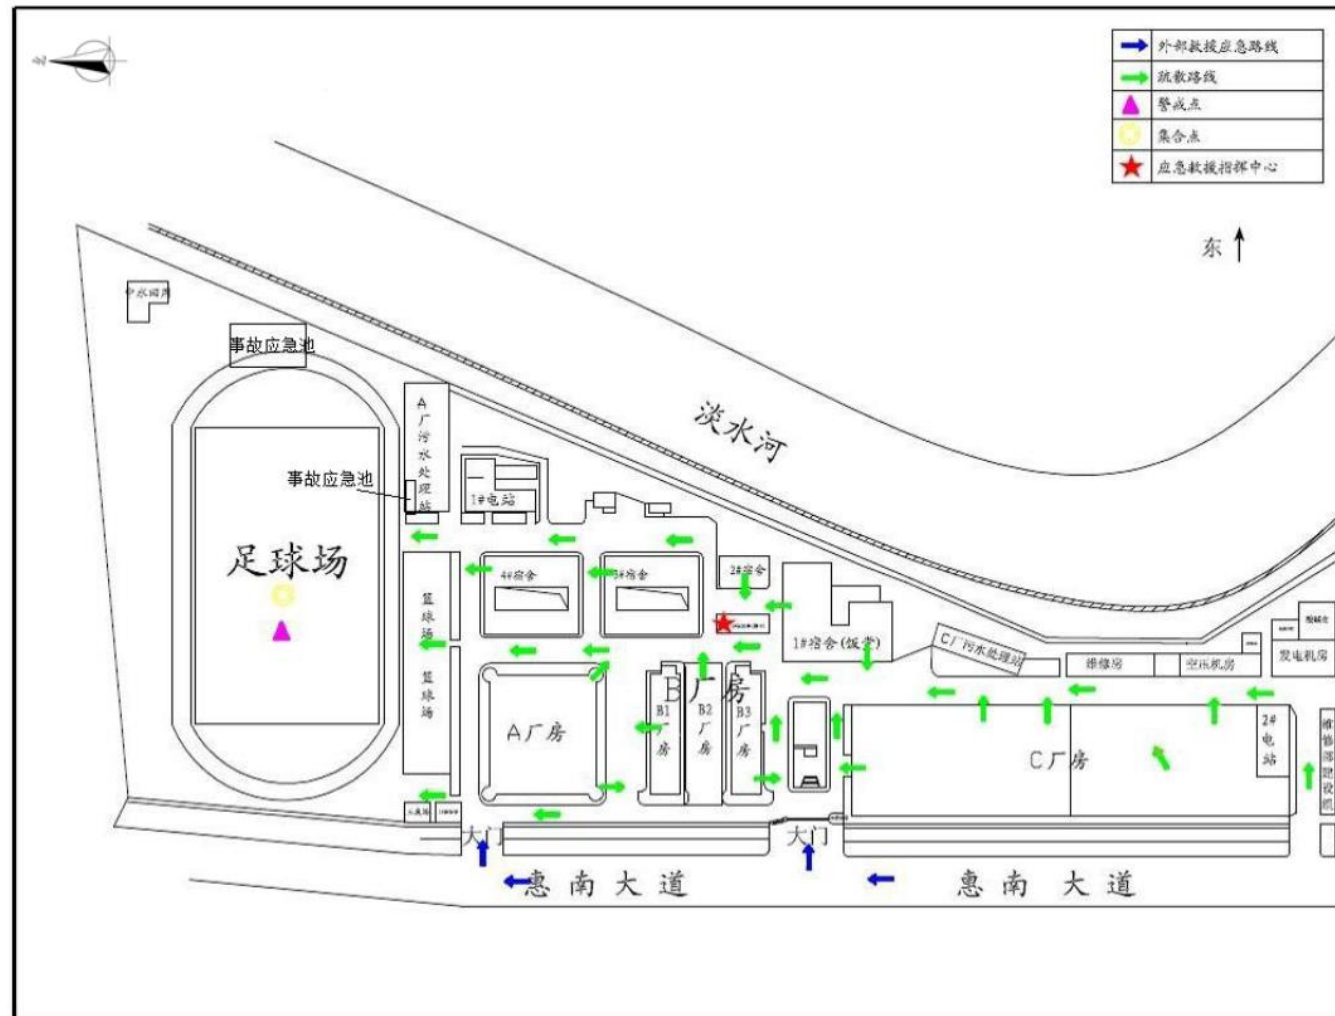 北
外部救援应急路线
疏散路线
警戒点
集合点
应急救援指挥中心
东
事故应急池
淡水河
A厂污水处理站
事故应急池
1#电站
足球场
4#宿舍
3#宿舍
2#宿舍
篮球场
1#宿舍(饭堂)
C厂污水处理站
维修房
空压机房
发电机房
篮球场
B厂房
A厂房
B1厂房
B2厂房
B3厂房
C厂房
2#电站
大门
大门
惠南大道
惠南大道